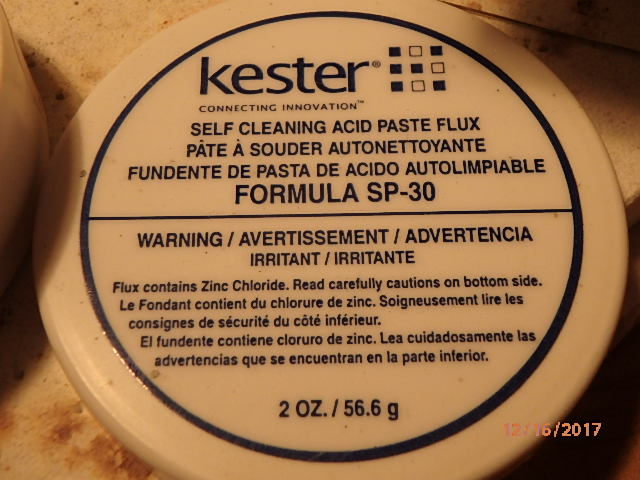 kester®
CONNECTING INNOVATION™
SELF CLEANING ACID PASTE FLUX
PÂTE À SOUDER AUTONETTOYANTE
FUNDENTE DE PASTA DE ACIDO AUTOLIMPIABLE
FORMULA SP-30
WARNING / AVERTISSEMENT / ADVERTENCIA
IRRITANT / IRRITANTE
Flux contains Zinc Chloride. Read carefully cautions on bottom side.
Le Fondant contient du chlorure de zinc. Soigneusement lire les
consignes de sécurité du côté inférieur.
El fundente contiene cloruro de zinc. Lea cuidadosamente las
advertencias que se encuentran en la parte inferior.
2 OZ. / 56.6 g
12/16/2017